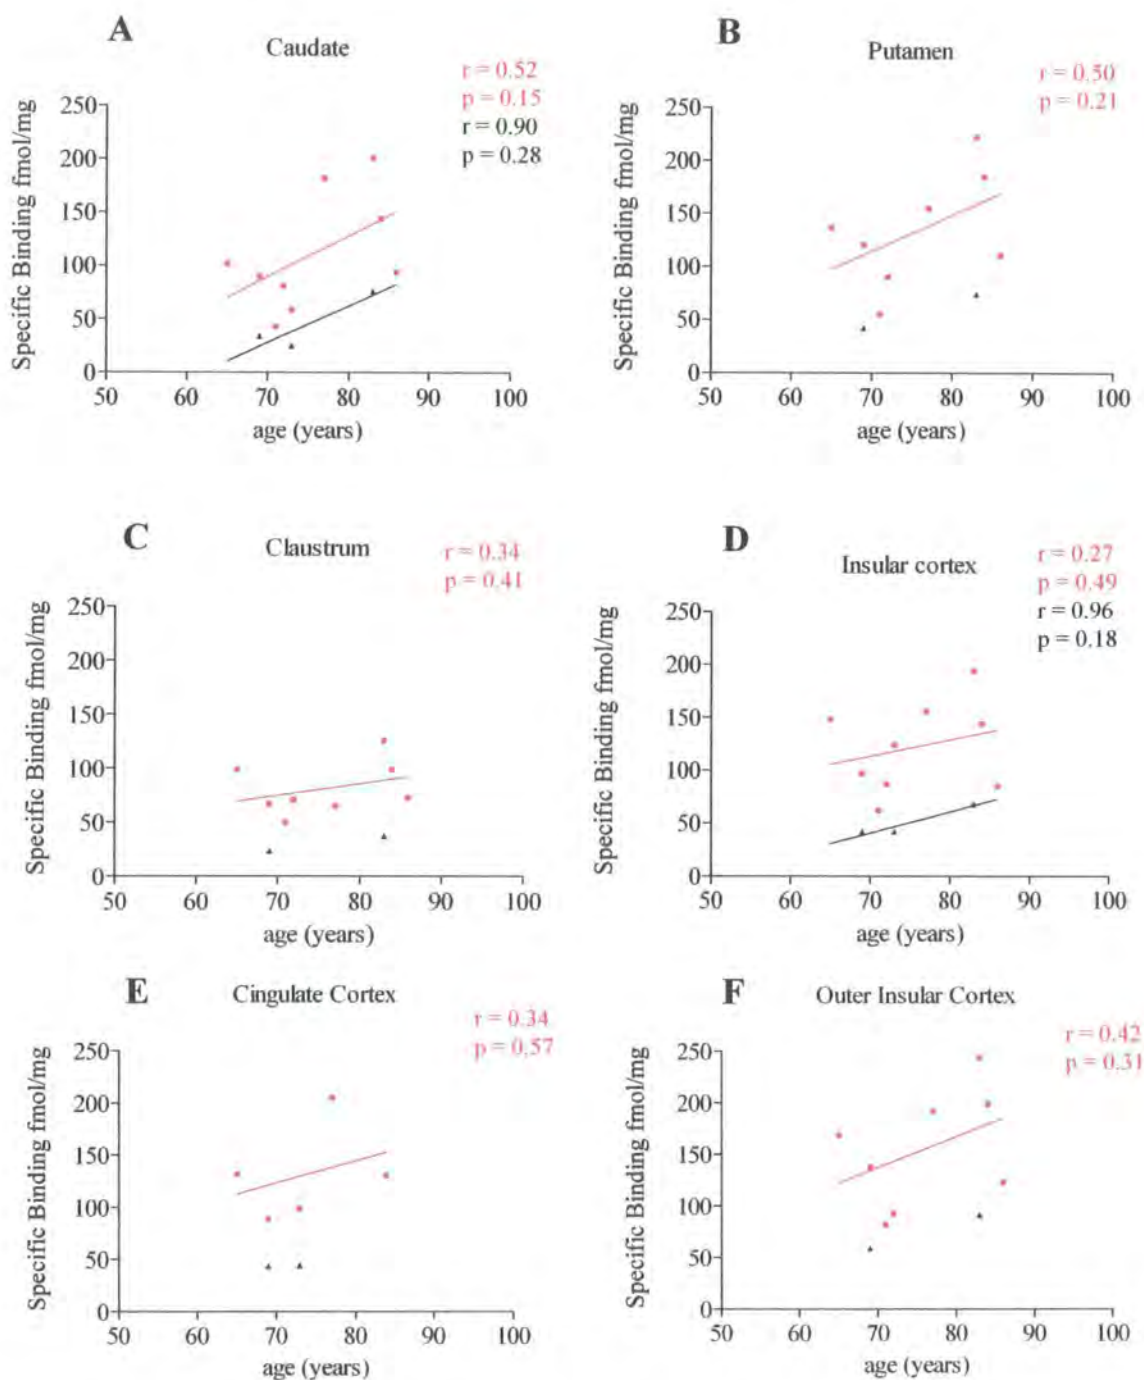 A
Caudate
r = 0.52
p = 0.15
r = 0.90
p = 0.28
Specific Binding fmol/mg
250
200
150
100
50
0
50 60 70 80 90 100
age (years)
B
Putamen
r = 0.50
p = 0.21
Specific Binding fmol/mg
250
200
150
100
50
0
50 60 70 80 90 100
age (years)
C
Claustrum
r = 0.34
p = 0.41
Specific Binding fmol/mg
250
200
150
100
50
0
50 60 70 80 90 100
age (years)
D
Insular cortex
r = 0.27
p = 0.49
r = 0.96
p = 0.18
Specific Binding fmol/mg
250
200
150
100
50
0
50 60 70 80 90 100
age (years)
E
Cingulate Cortex
r = 0.34
p = 0.57
Specific Binding fmol/mg
250
200
150
100
50
0
50 60 70 80 90 100
age (years)
F
Outer Insular Cortex
r = 0.42
p = 0.31
Specific Binding fmol/mg
250
200
150
100
50
0
50 60 70 80 90 100
age (years)